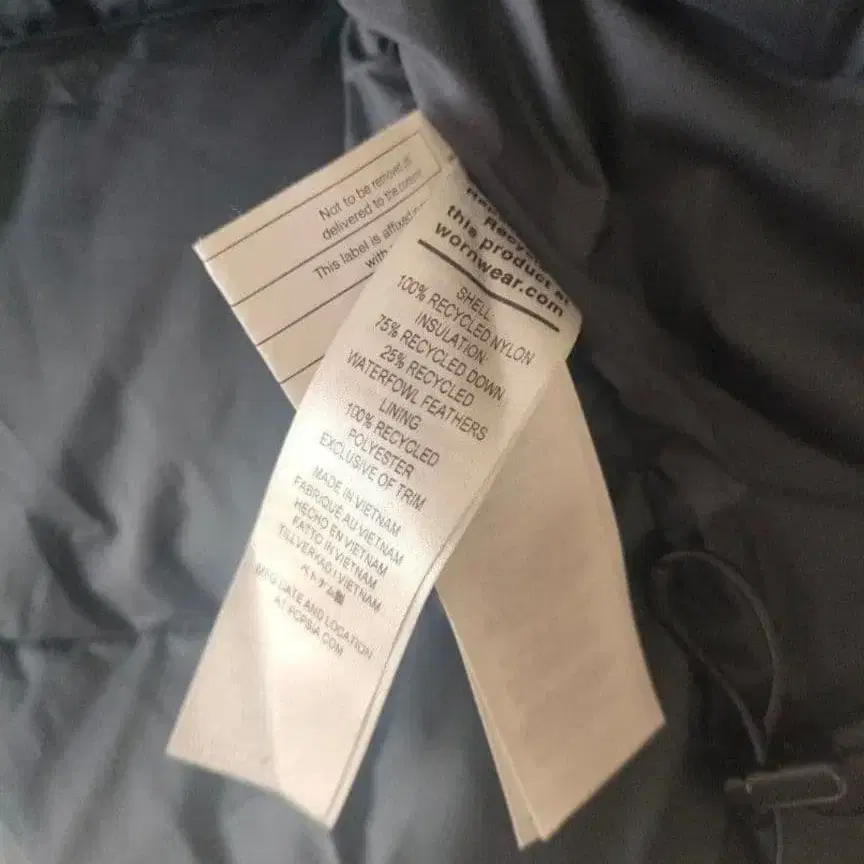 Not to be removed
delivered to the
This label is affixed
with
this product at
wornwear.com
SHELL
100% RECYCLED NYLON
INSULATION
75% RECYCLED DOWN
25% RECYCLED
WATERFOWL FEATHERS
LINING
100% RECYCLED
POLYESTER
EXCLUSIVE OF TRIM
MADE IN VIETNAM
FABRIQUÉ AU VIETNAM
HECHO EN VIETNAM
FATTO IN VIETNAM
TILLVERKAD I VIETNAM
ベトナム製
MFG DATE AND LOCATION
AT PCPSIA.COM